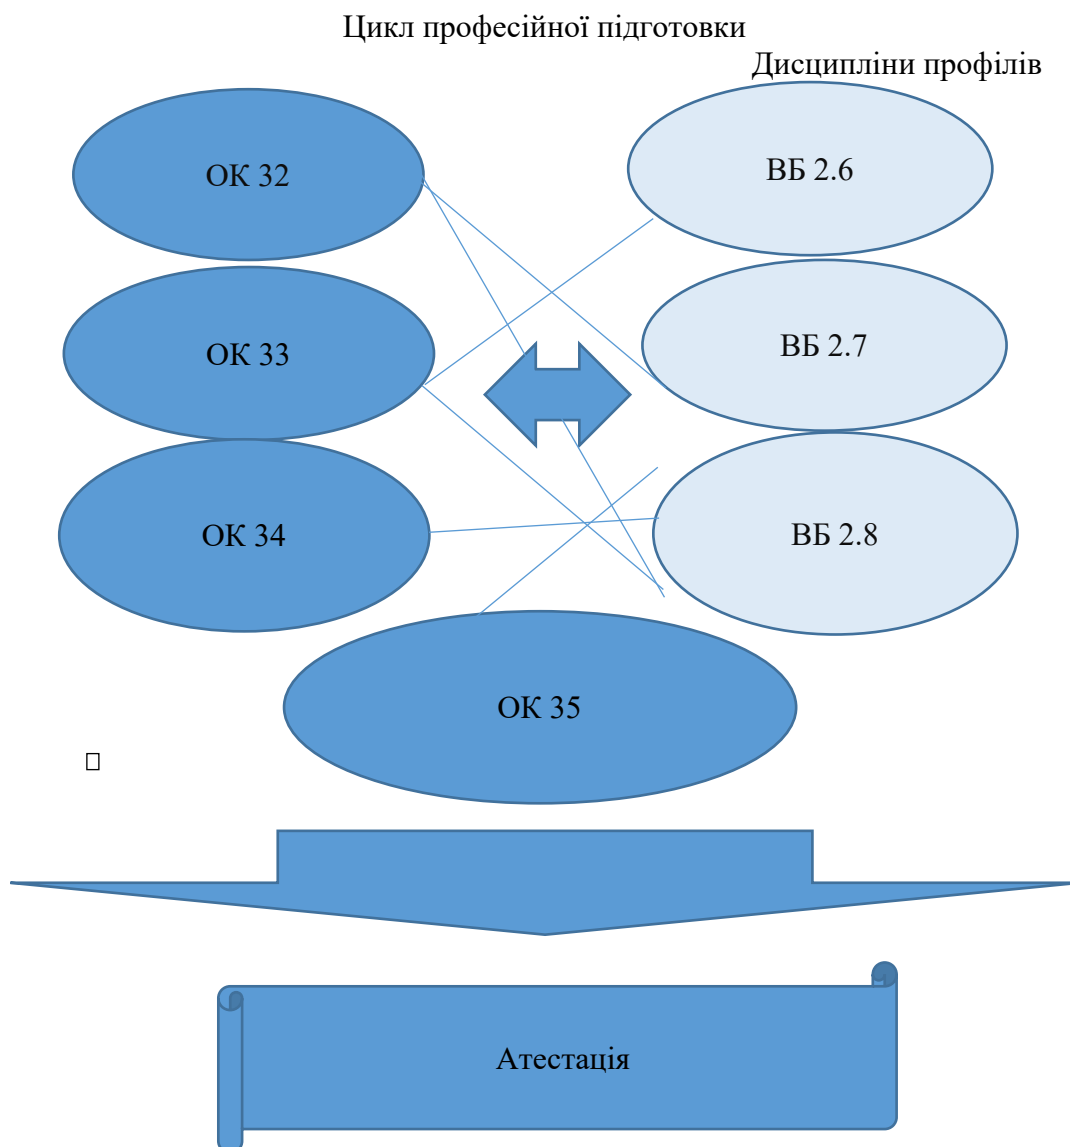 Цикл професійної підготовки
Дисципліни профілів
ОК 32
ВБ 2.6
ОК 33
ВБ 2.7
ОК 34
ВБ 2.8
ОК 35
Атестація